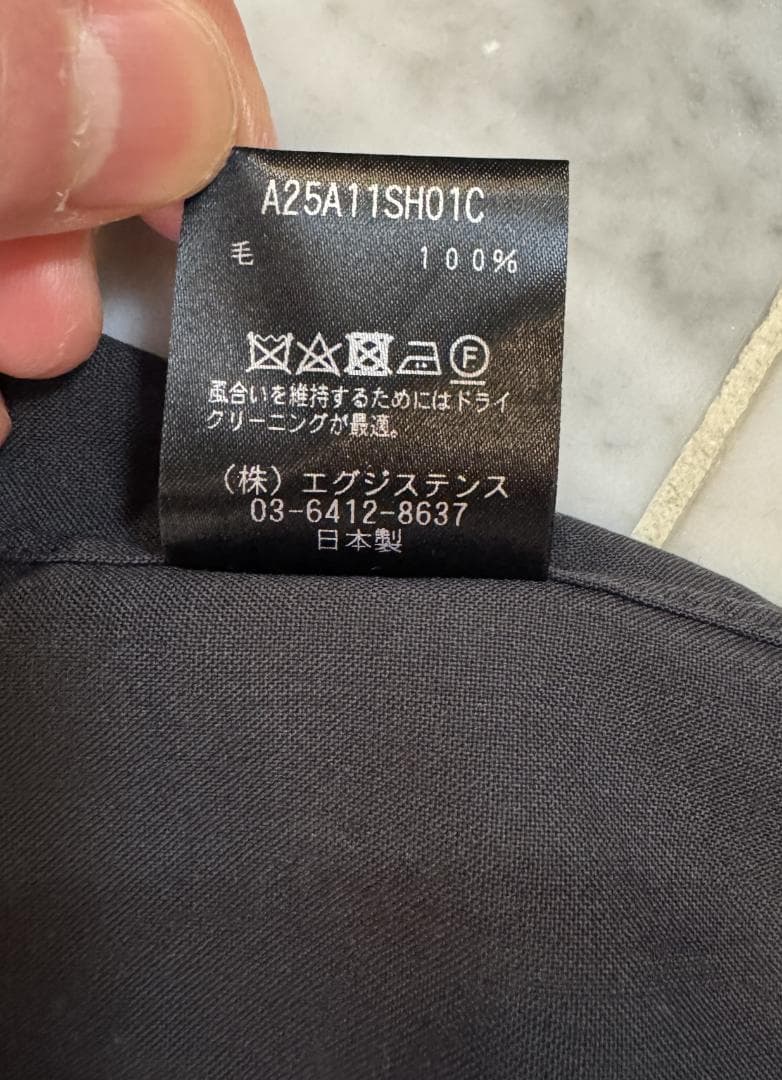 A25A11SH01C
毛 100%
F
風合いを維持するためにはドライ
クリーニングが最適。
(株) エグジステンス
03-6412-8637
日本製